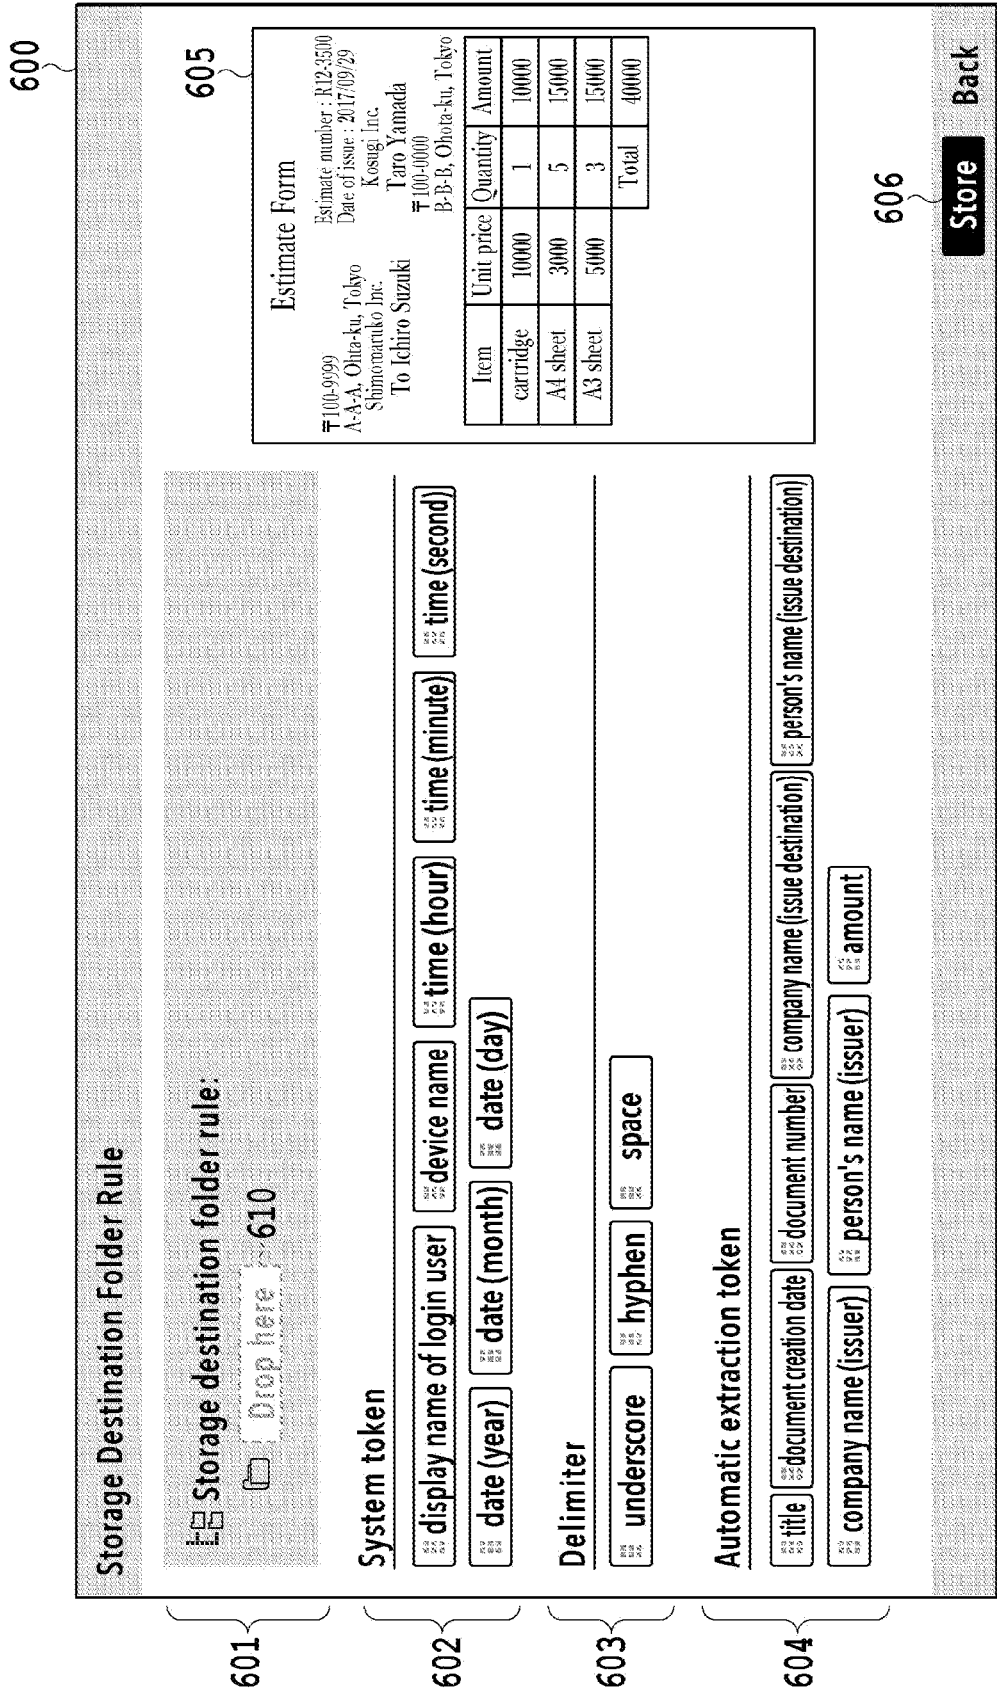 600
Storage Destination Folder Rule
601
Storage destination folder rule:
Drop here
610
602
System token
display name of login user
device name
time (hour)
time (minute)
time (second)
date (year)
date (month)
date (day)
603
Delimiter
underscore
hyphen
space
604
Automatic extraction token
title
document creation date
document number
company name (issue destination)
person's name (issue destination)
company name (issuer)
person's name (issuer)
amount
605
Estimate Form
〒100-9999
A-A-A, Ohta-ku, Tokyo
Shimomaruko Inc.
To Ichiro Suzuki
Estimate number : R12-3500
Date of issue : 2017/09/29
Kosugi Inc.
Taro Yamada
〒100-0000
B-B-B, Ohota-ku, Tokyo
Item Unit price Quantity Amount
cartridge 10000 1 10000
A4 sheet 3000 5 15000
A3 sheet 5000 3 15000
Total 40000
606
Store
Back